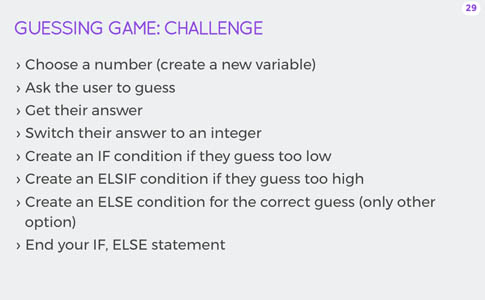 29
GUESSING GAME: CHALLENGE
› Choose a number (create a new variable)
› Ask the user to guess
› Get their answer
› Switch their answer to an integer
› Create an IF condition if they guess too low
› Create an ELSIF condition if they guess too high
› Create an ELSE condition for the correct guess (only other
option)
› End your IF, ELSE statement